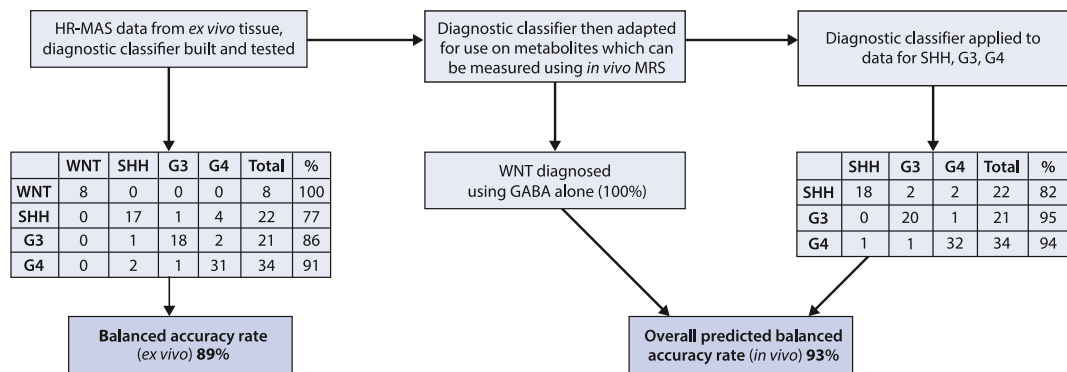 HR-MAS data from ex vivo tissue,
diagnostic classifier built and tested
Diagnostic classifier then adapted
for use on metabolites which can
be measured using in vivo MRS
Diagnostic classifier applied to
data for SHH, G3, G4
WNT SHH G3 G4 Total %
WNT 8 0 0 0 8 100
SHH 0 17 1 4 22 77
G3 0 1 18 2 21 86
G4 0 2 1 31 34 91
WNT diagnosed
using GABA alone (100%)
SHH G3 G4 Total %
SHH 18 2 2 22 82
G3 0 20 1 21 95
G4 1 1 32 34 94
Balanced accuracy rate
(ex vivo) 89%
Overall predicted balanced
accuracy rate (in vivo) 93%